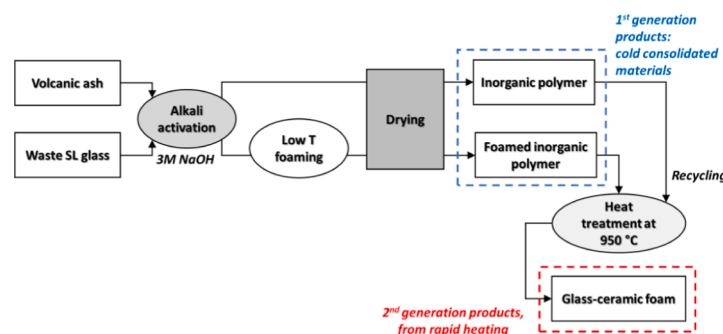 1st generation
products:
cold consolidated
materials
Volcanic ash
Inorganic polymer
Alkali
activation
Drying
Low T
foaming
Waste SL glass
3M NaOH
Foamed inorganic
polymer
Recycling
Heat
treatment at
950 °C
Glass-ceramic foam
2nd generation products,
from rapid heating